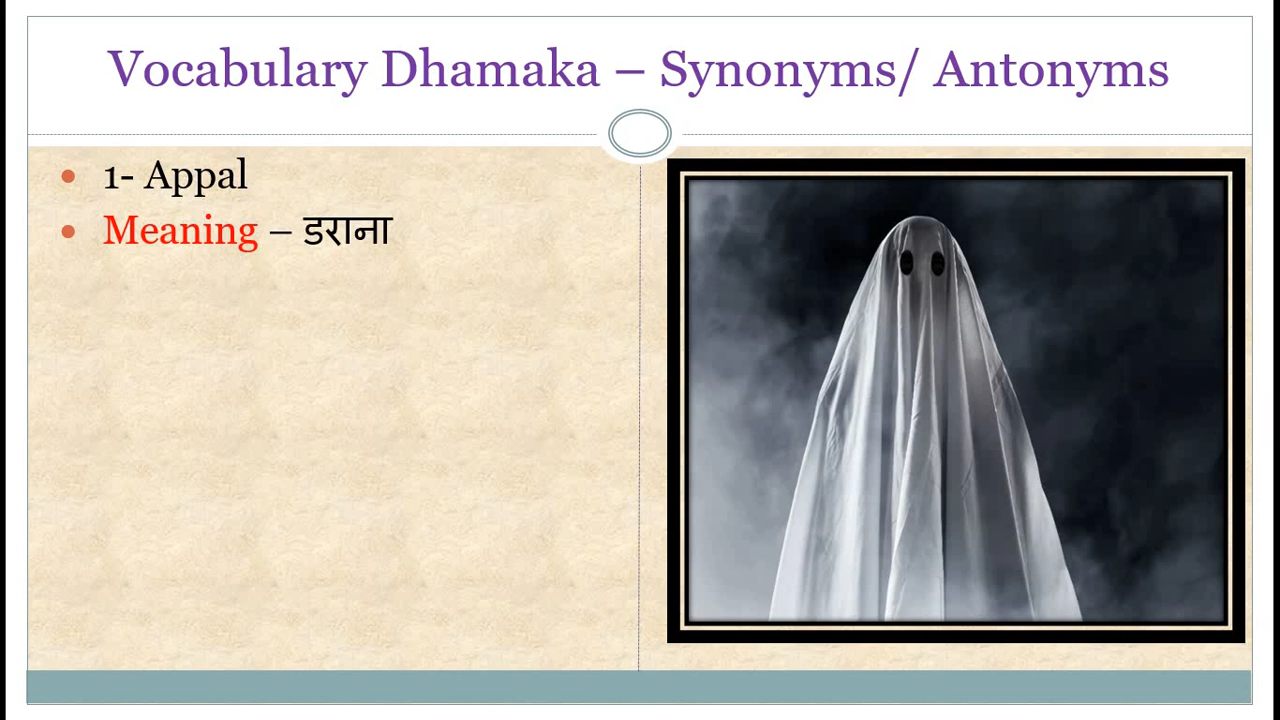 Vocabulary Dhamaka – Synonyms/ Antonyms
1- Appal
Meaning – डराना